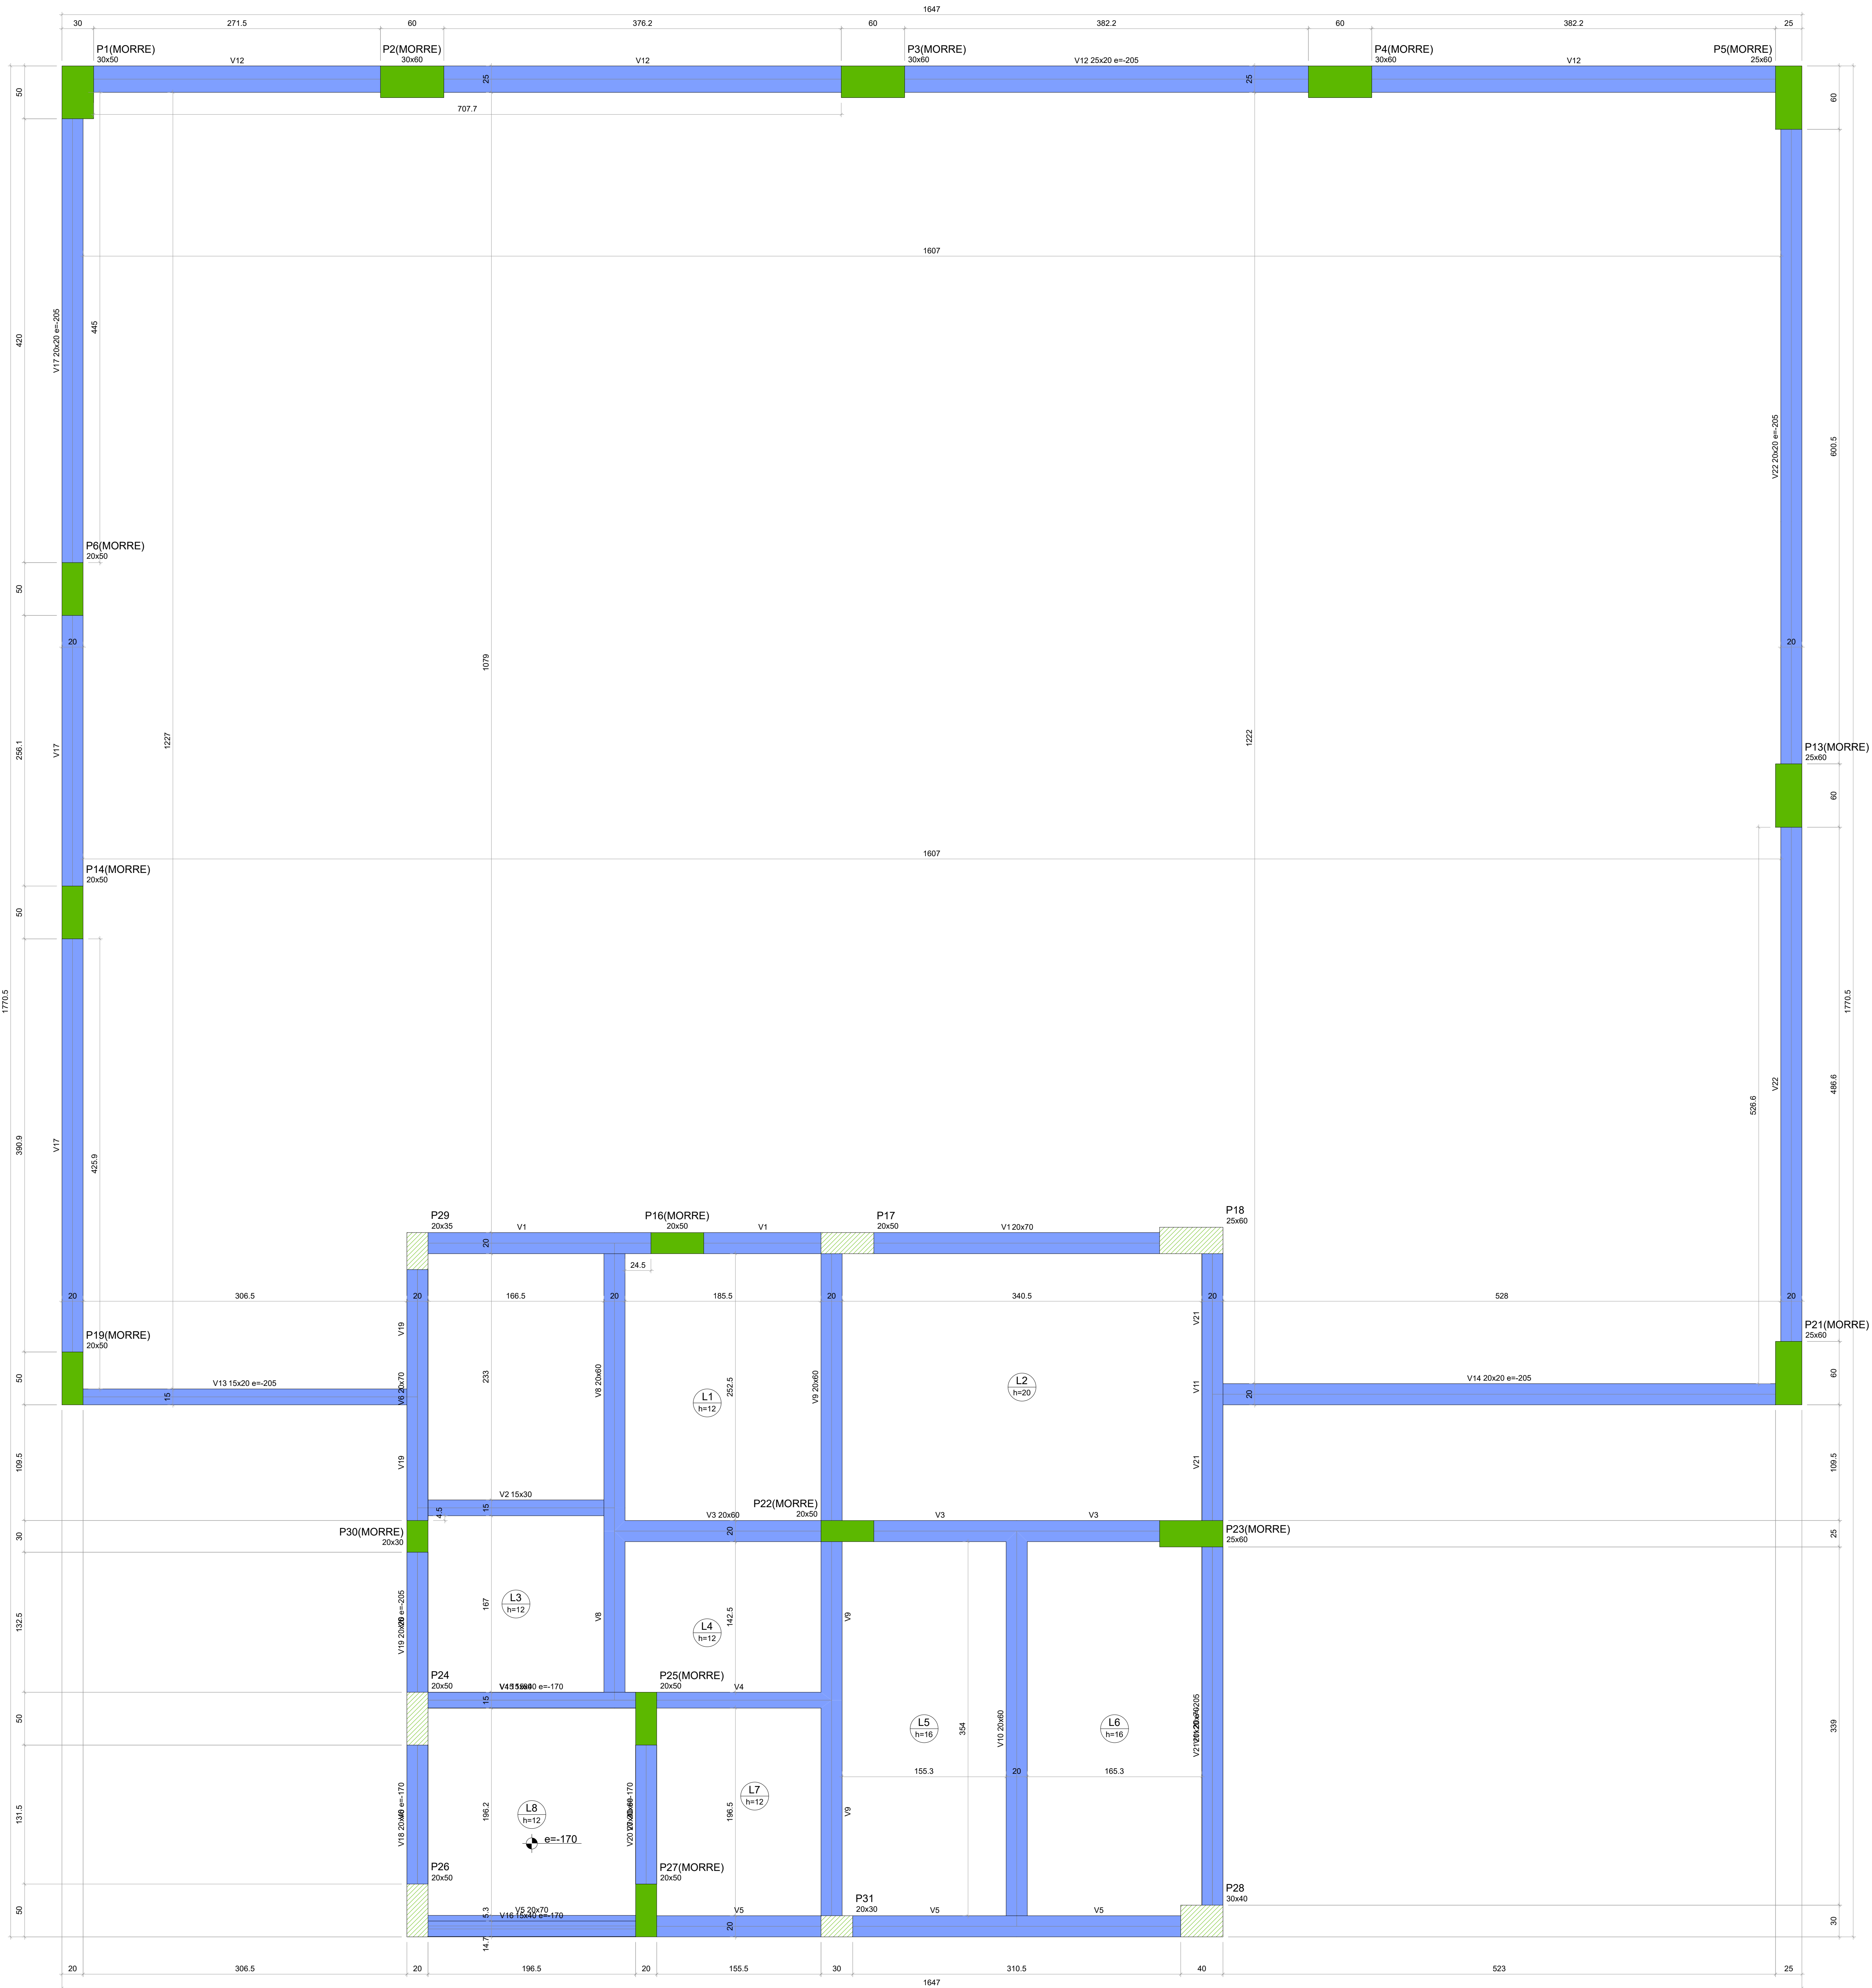 1647
30 271.5 60 376.2 60 382.2 60 382.2 25
P1(MORRE)
30x50
V12
P2(MORRE)
30x60
V12
P3(MORRE)
30x60
V12 25x20 e=-205
P4(MORRE)
30x60
V12
P5(MORRE)
25x60
25
25
50
60
707.7
1607
V17 20x20 e=-205
445
420
V22 20x20 e=-205
600.5
P6(MORRE)
20x50
50
20
20
1079
1227
1222
256.1
V17
P13(MORRE)
25x60
60
1607
P14(MORRE)
20x50
50
1770.5
1770.5
V22
486.6
526.6
390.9
V17
425.9
P29
20x35
V1
P16(MORRE)
20x50
V1
P17
20x50
V1 20x70
P18
25x60
20
24.5
20 306.5 20 166.5 20 185.5 20 340.5 20 528 20
P19(MORRE)
20x50
V19
V21
P21(MORRE)
25x60
50
V13 15x20 e=-205
15
V6 20x70
233
V8 20x60
L1
h=12
252.5
V9 20x60
L2
h=20
V11
V14 20x20 e=-205
20
60
109.5
V19
V21
109.5
V2 15x30
15
4.5
P22(MORRE)
20x50
V3 20x60
20
V3
V3
P30(MORRE)
20x30
30
P23(MORRE)
25x60
25
132.5
L3
h=12
167
V8
L4
h=12
142.5
V9
P24
20x50
P25(MORRE)
20x50
V4
15
50
L5
h=16
354
V10 20x60
L6
h=16
339
155.3 20 165.3
131.5
V18 20x40 e=-170
196.2
L8
h=12
e=-170
L7
h=12
196.5
V9
P26
20x50
P27(MORRE)
20x50
P31
20x30
P28
30x40
50
5.3
V5 20x70
V16 15x40 e=-170
14.7
V5
20
V5
V5
30
20 306.5 20 196.5 20 155.5 30 310.5 40 523 25
1647